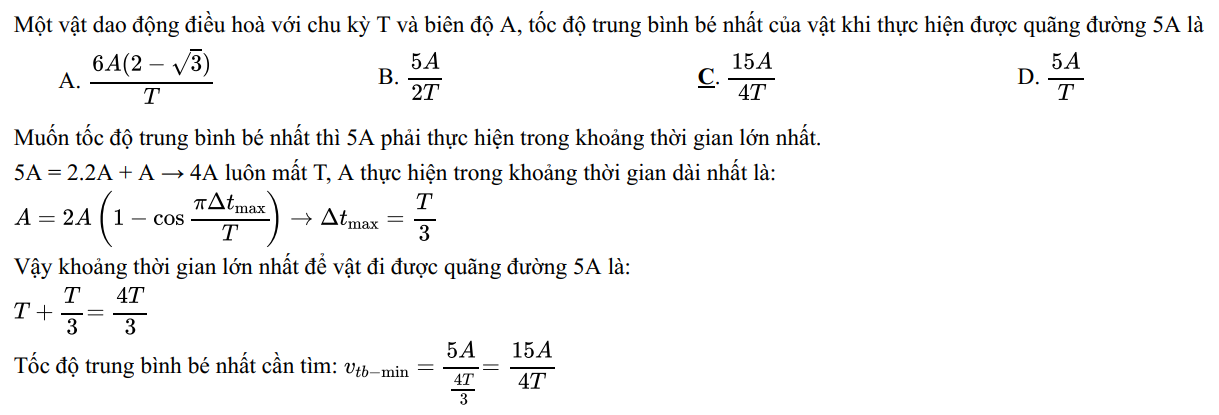 Một vật dao động điều hoà với chu kỳ T và biên độ A, tốc độ trung bình bé nhất của vật khi thực hiện được quãng đường 5A là
A. \frac{6A(2-\sqrt{3})}{T} B. \frac{5A}{2T} C. \frac{15A}{4T} D. \frac{5A}{T}
Muốn tốc độ trung bình bé nhất thì 5A phải thực hiện trong khoảng thời gian lớn nhất.
5A = 2.2A + A → 4A luôn mất T, A thực hiện trong khoảng thời gian dài nhất là:
A = 2A\left(1 - \cos\frac{\pi\Delta t_{\max}}{T}\right) → \Delta t_{\max} = \frac{T}{3}
Vậy khoảng thời gian lớn nhất để vật đi được quãng đường 5A là:
T + \frac{T}{3} = \frac{4T}{3}
Tốc độ trung bình bé nhất cần tìm: v_{tb-\min} = \frac{5A}{\frac{4T}{3}} = \frac{15A}{4T}